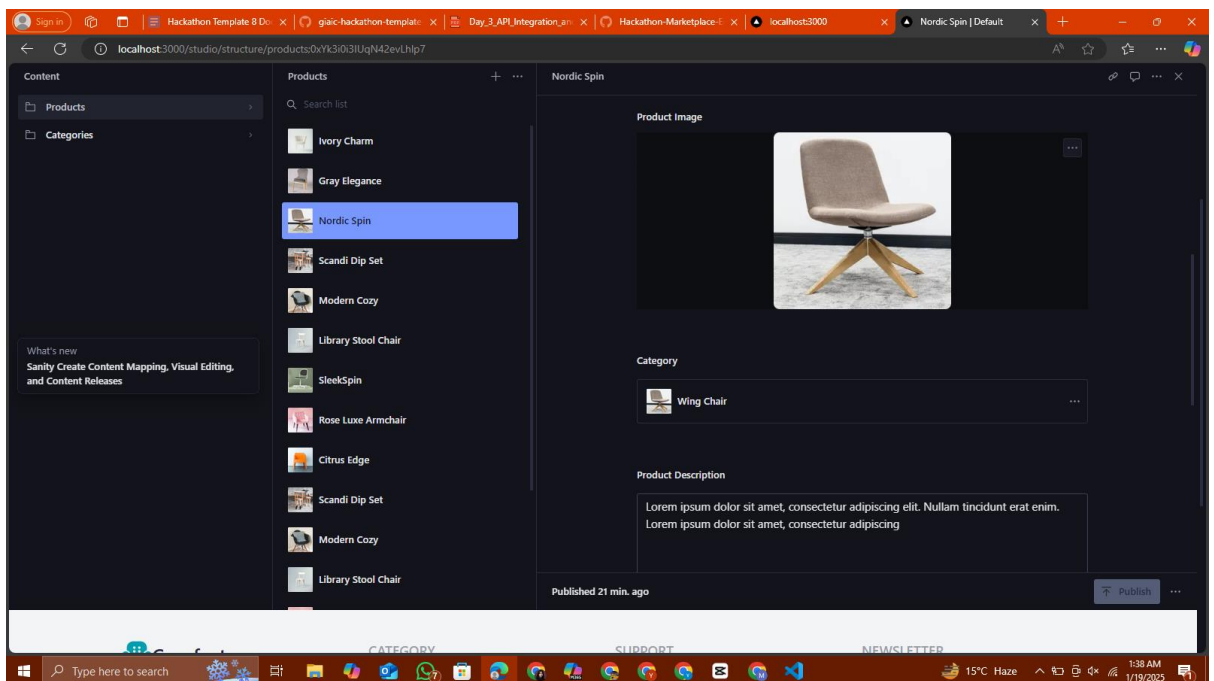 Sign in
Hackathon Template 8 Do
giaic-hackathon-template
Day_3_API_Integration_an
Hackathon-Marketplace-E
localhost:3000
Nordic Spin | Default
localhost:3000/studio/structure/products;0xYk3i0i3IUqN42evLhIp7
Content
Products
Categories
What's new
Sanity Create Content Mapping, Visual Editing,
and Content Releases
Products
Search list
Ivory Charm
Gray Elegance
Nordic Spin
Scandi Dip Set
Modern Cozy
Library Stool Chair
SleekSpin
Rose Luxe Armchair
Citrus Edge
Scandi Dip Set
Modern Cozy
Library Stool Chair
Nordic Spin
Product Image
Category
Wing Chair
Product Description
Lorem ipsum dolor sit amet, consectetur adipiscing elit. Nullam tincidunt erat enim.
Lorem ipsum dolor sit amet, consectetur adipiscing
Published 21 min. ago
Publish
CATEGORY
SUPPORT
NEWSLETTER
Type here to search
15°C Haze
1:38 AM
1/19/2025